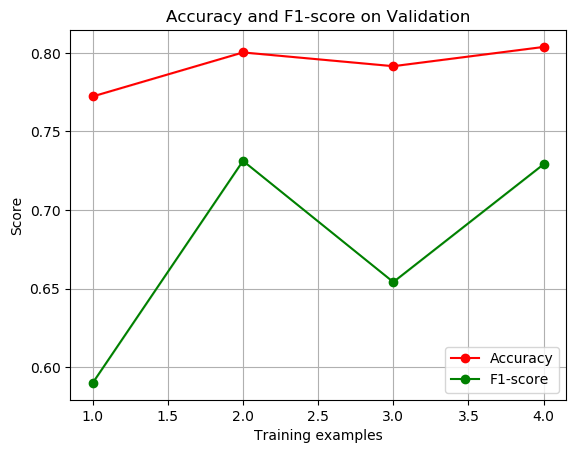 Accuracy and F1-score on Validation
0.80
0.75
0.70
0.65
0.60
Score
1.0 1.5 2.0 2.5 3.0 3.5 4.0
Training examples
Accuracy
F1-score